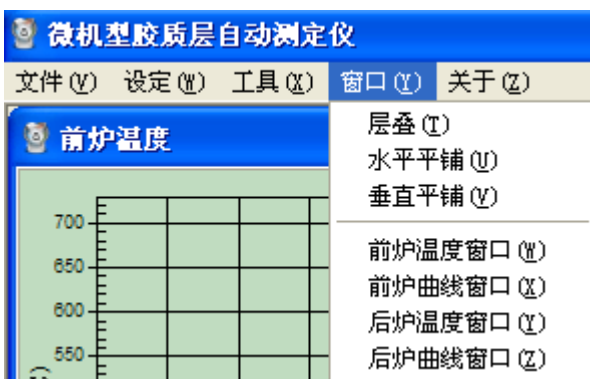 微机型胶质层自动测定仪
文件(V) 设定(W) 工具(X) 窗口(Y) 关于(Z)
前炉温度
层叠(T)
水平平铺(U)
垂直平铺(V)
前炉温度窗口(W)
前炉曲线窗口(X)
后炉温度窗口(Y)
后炉曲线窗口(Z)
700
650
600
550